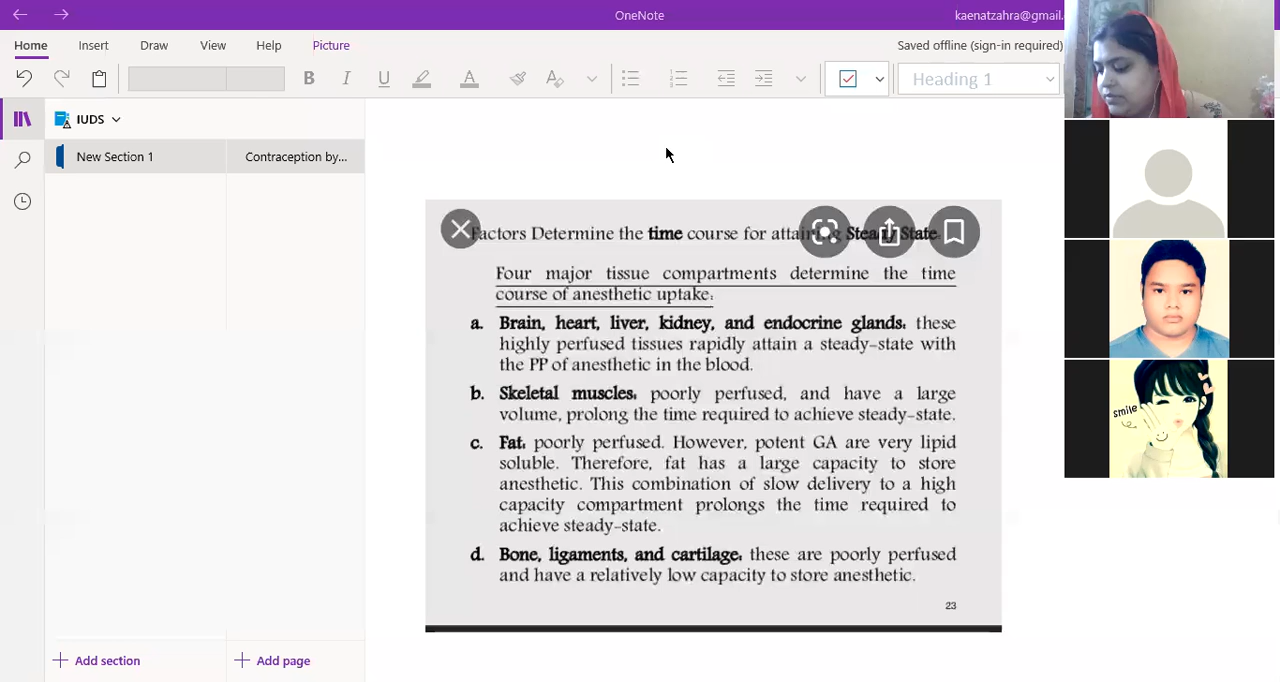 OneNote
kaenatzahra@gmail.
Home Insert Draw View Help Picture
Saved offline (sign-in required)
B I U A Heading 1
IUDS
New Section 1
Contraception by...
Factors Determine the time course for attaining Steady State:
Four major tissue compartments determine the time
course of anesthetic uptake:
a. Brain, heart, liver, kidney, and endocrine glands: these
highly perfused tissues rapidly attain a steady-state with
the PP of anesthetic in the blood.
b. Skeletal muscles: poorly perfused, and have a large
volume, prolong the time required to achieve steady-state.
c. Fat: poorly perfused. However, potent GA are very lipid
soluble. Therefore, fat has a large capacity to store
anesthetic. This combination of slow delivery to a high
capacity compartment prolongs the time required to
achieve steady-state.
d. Bone, ligaments, and cartilage: these are poorly perfused
and have a relatively low capacity to store anesthetic.
23
Add section
Add page
smile